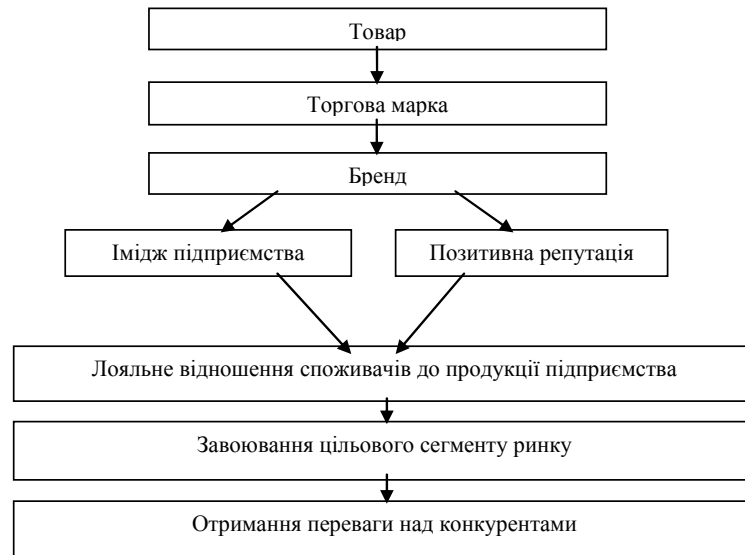 Товар
Торгова марка
Бренд
Імідж підприємства
Позитивна репутація
Лояльне відношення споживачів до продукції підприємства
Завоювання цільового сегменту ринку
Отримання переваги над конкурентами